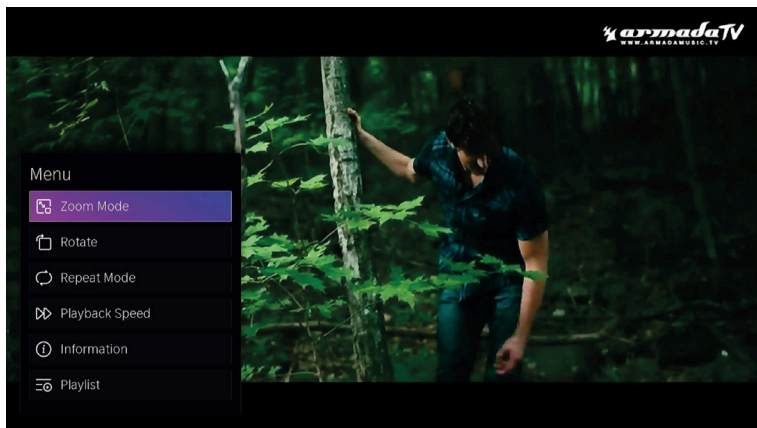 armadaTV
WWW.ARMADAMUSIC.TV
Menu
Zoom Mode
Rotate
Repeat Mode
Playback Speed
Information
Playlist